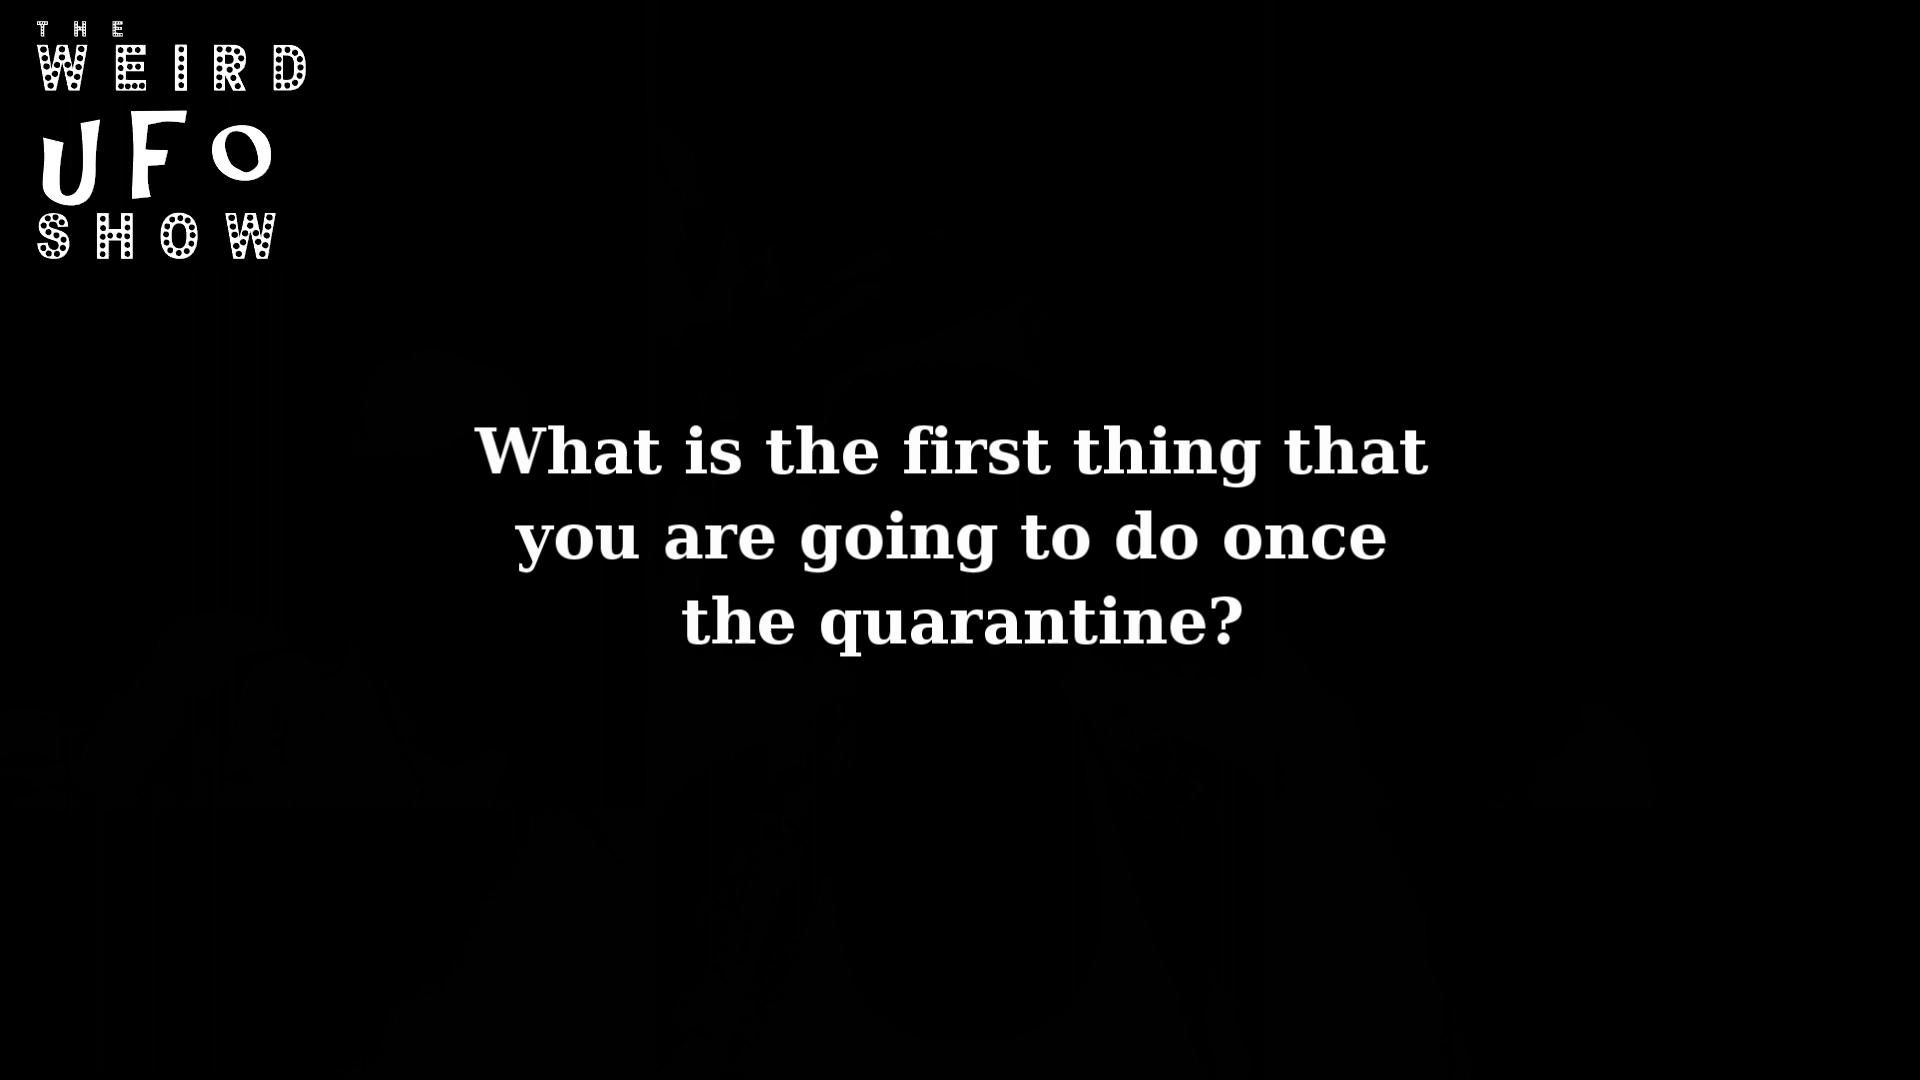 THE
WEIRD
UFO
SHOW
What is the first thing that
you are going to do once
the quarantine?